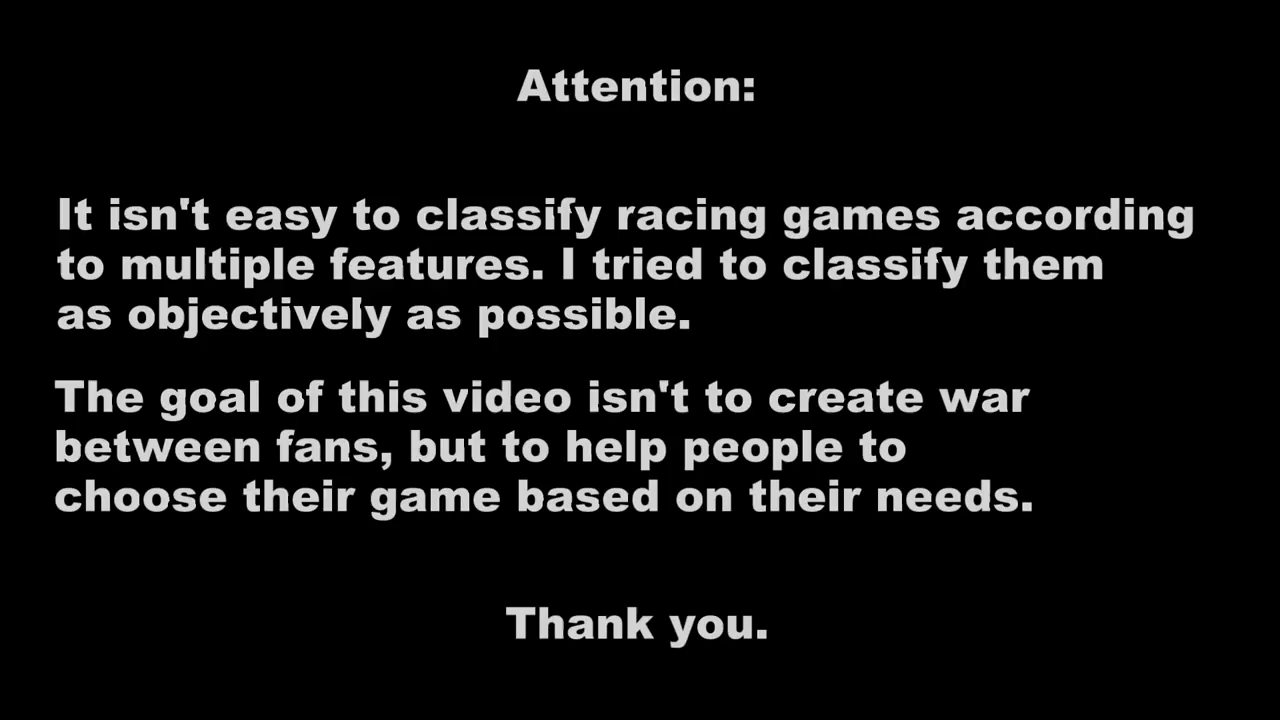 Attention:
It isn't easy to classify racing games according
to multiple features. I tried to classify them
as objectively as possible.
The goal of this video isn't to create war
between fans, but to help people to
choose their game based on their needs.
Thank you.